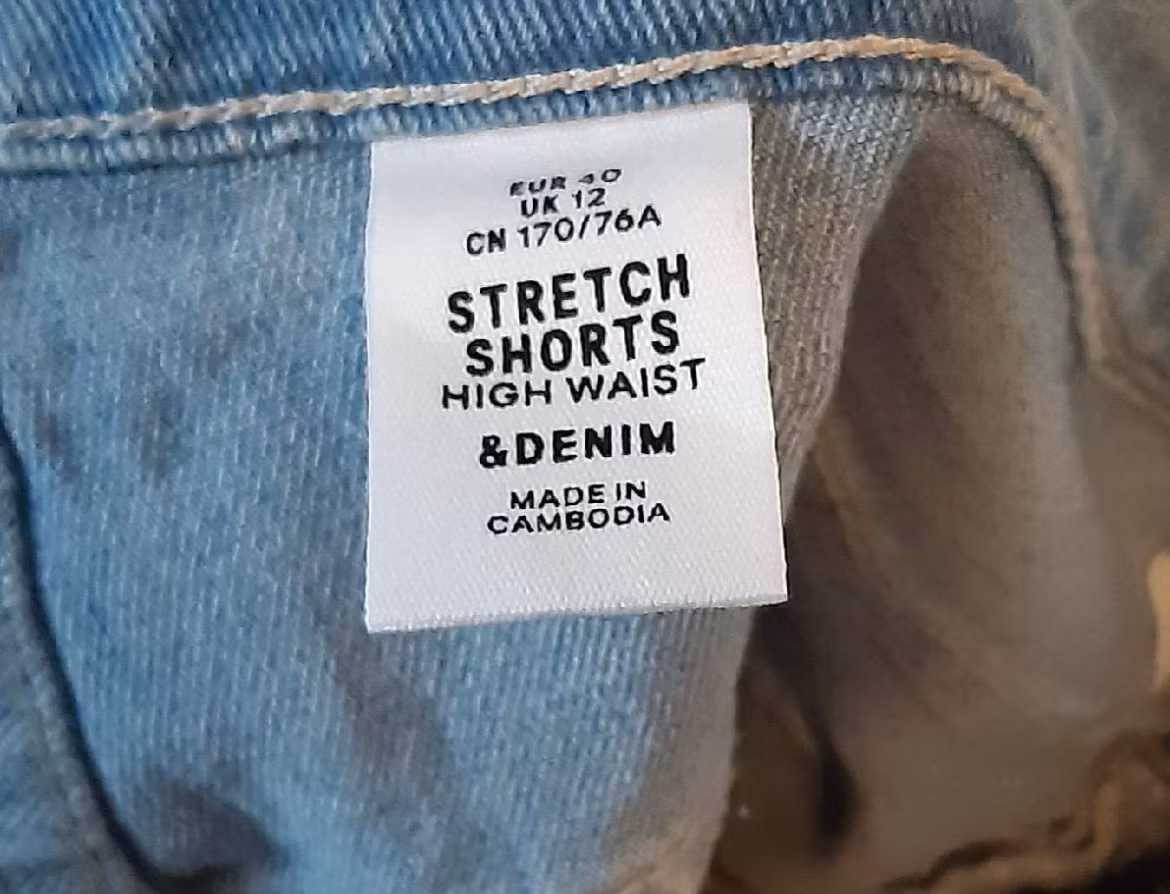 EUR 40
UK 12
CN 170/76A
STRETCH
SHORTS
HIGH WAIST
&DENIM
MADE IN
CAMBODIA